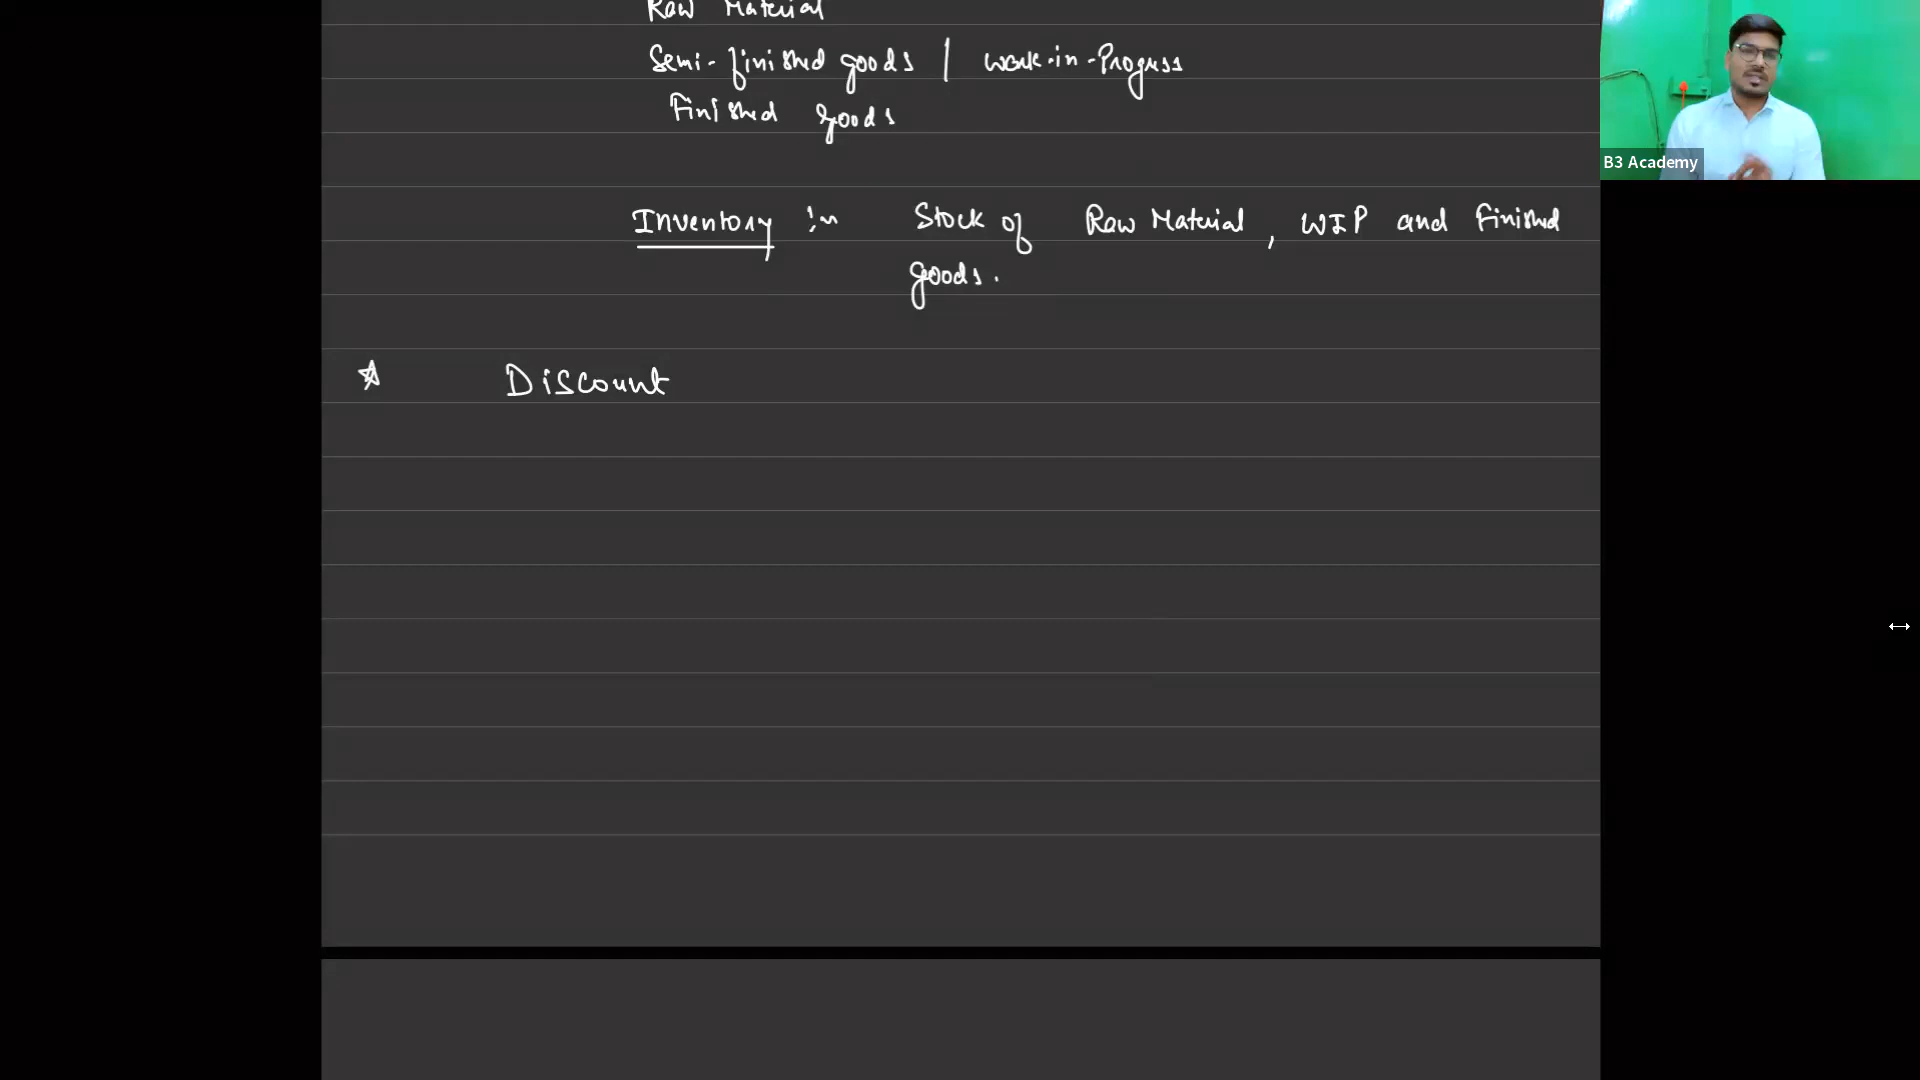 Raw Material
Semi-finished goods | Work-in-Progress
Finished goods
B3 Academy
Inventory :~ Stock of Raw Material, WIP and Finished
goods.
☆ Discount